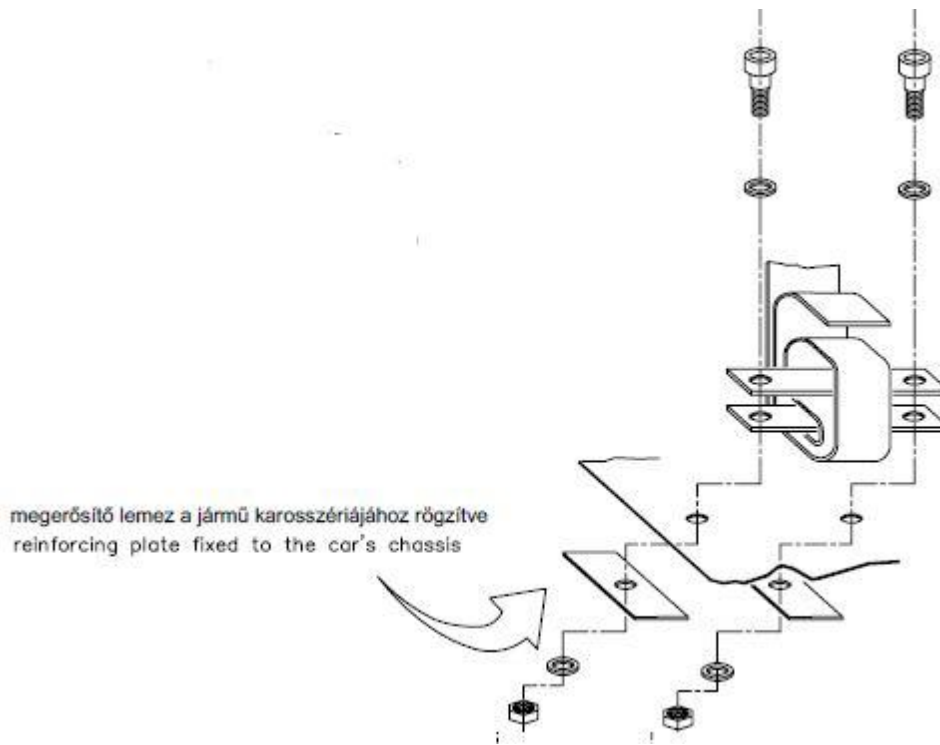 megerősítő lemez a jármű karosszériájához rögzítve
reinforcing plate fixed to the car's chassis